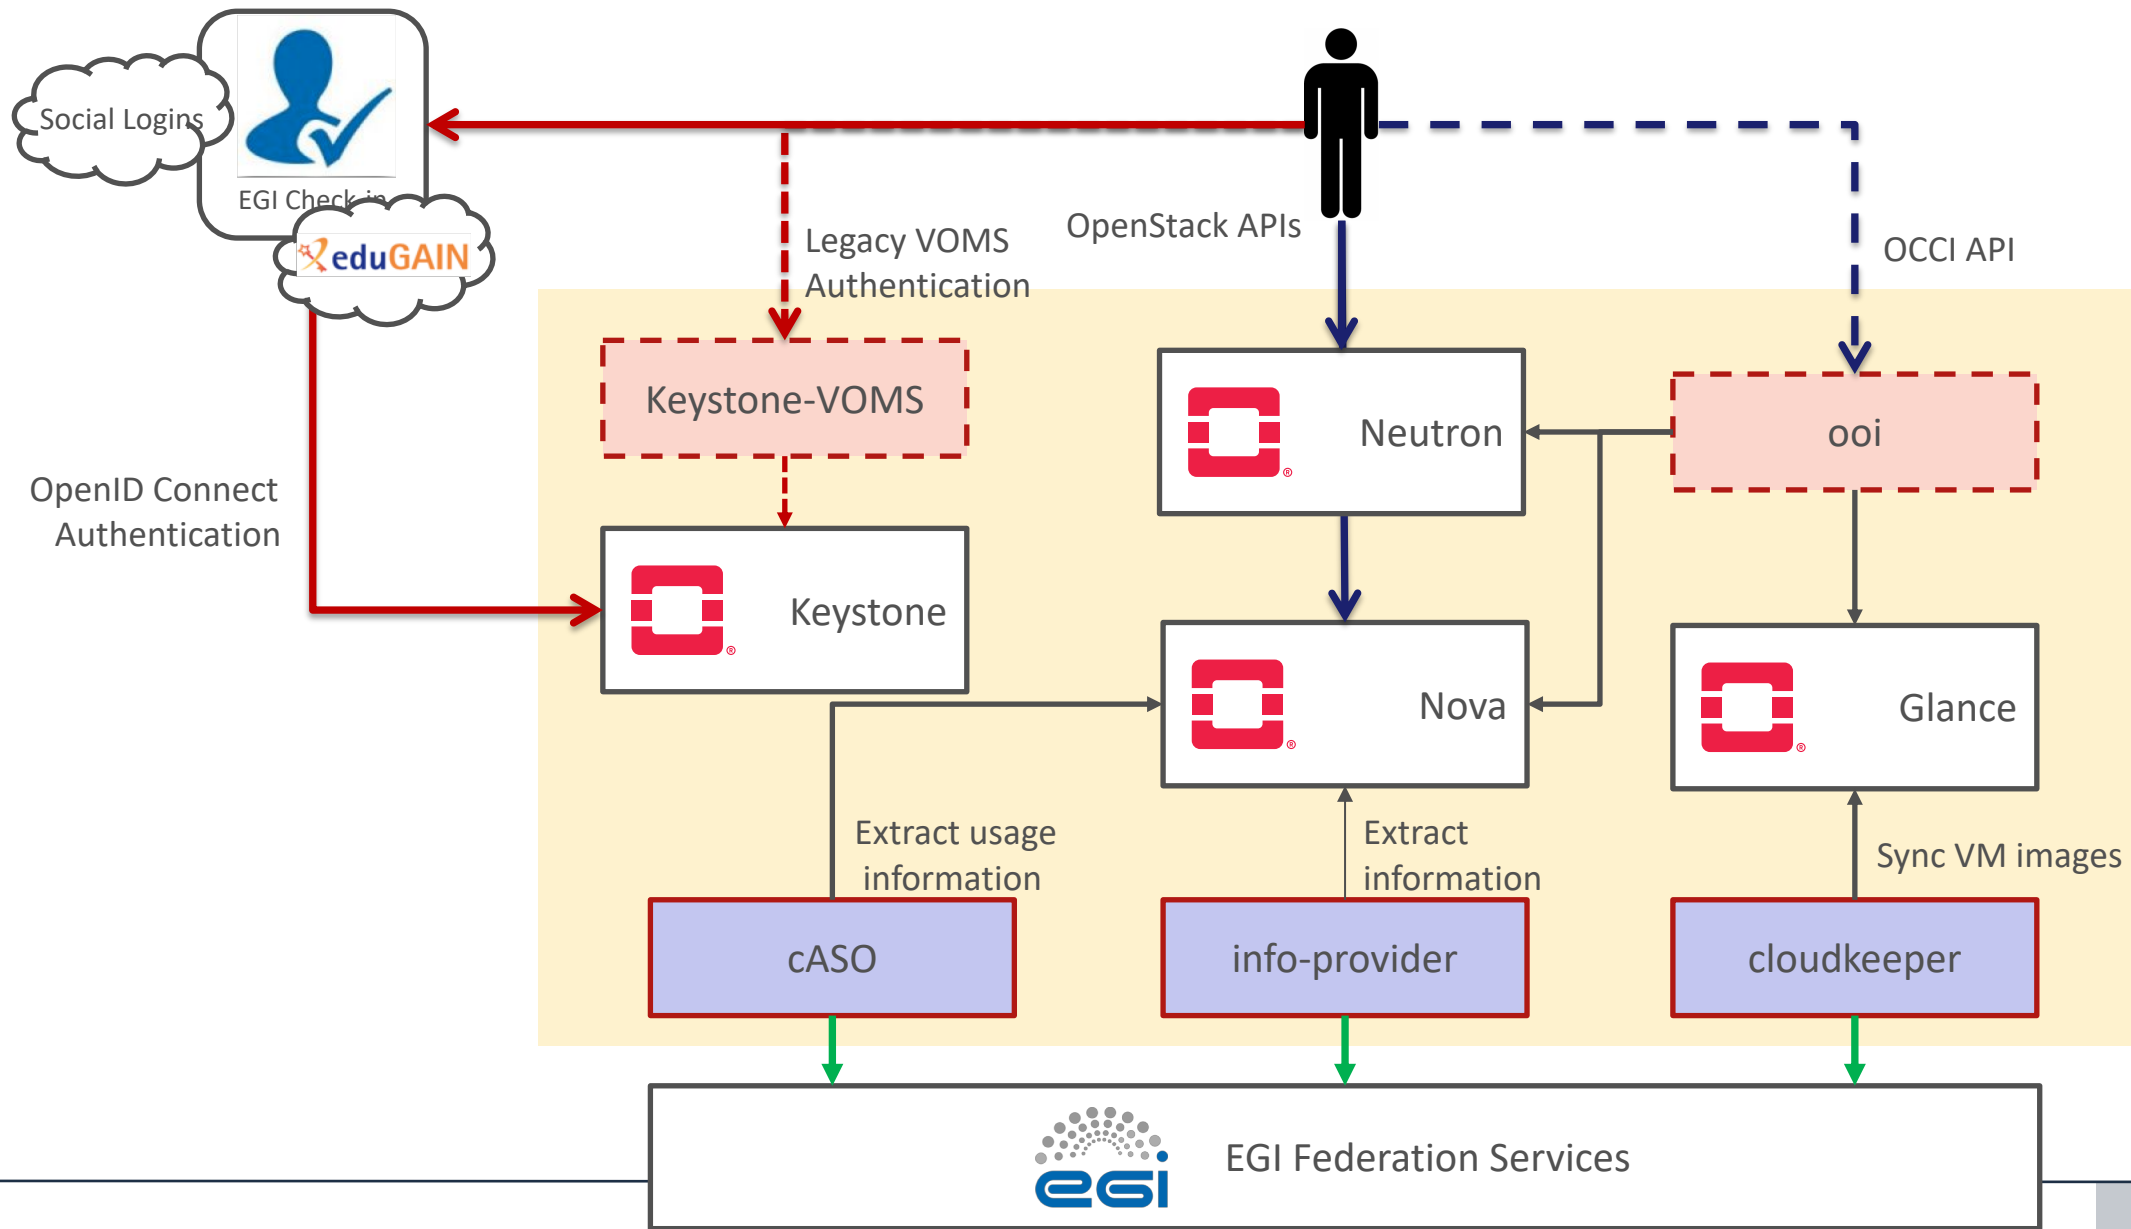 Social Logins
EGI Check-in
eduGAIN
Legacy VOMS
Authentication
OpenStack APIs
OCCI API
Keystone-VOMS
Neutron
®
ooi
OpenID Connect
Authentication
Keystone
®
Nova
®
Glance
®
Extract usage
information
Extract
information
Sync VM images
cASO
info-provider
cloudkeeper
egi
EGI Federation Services